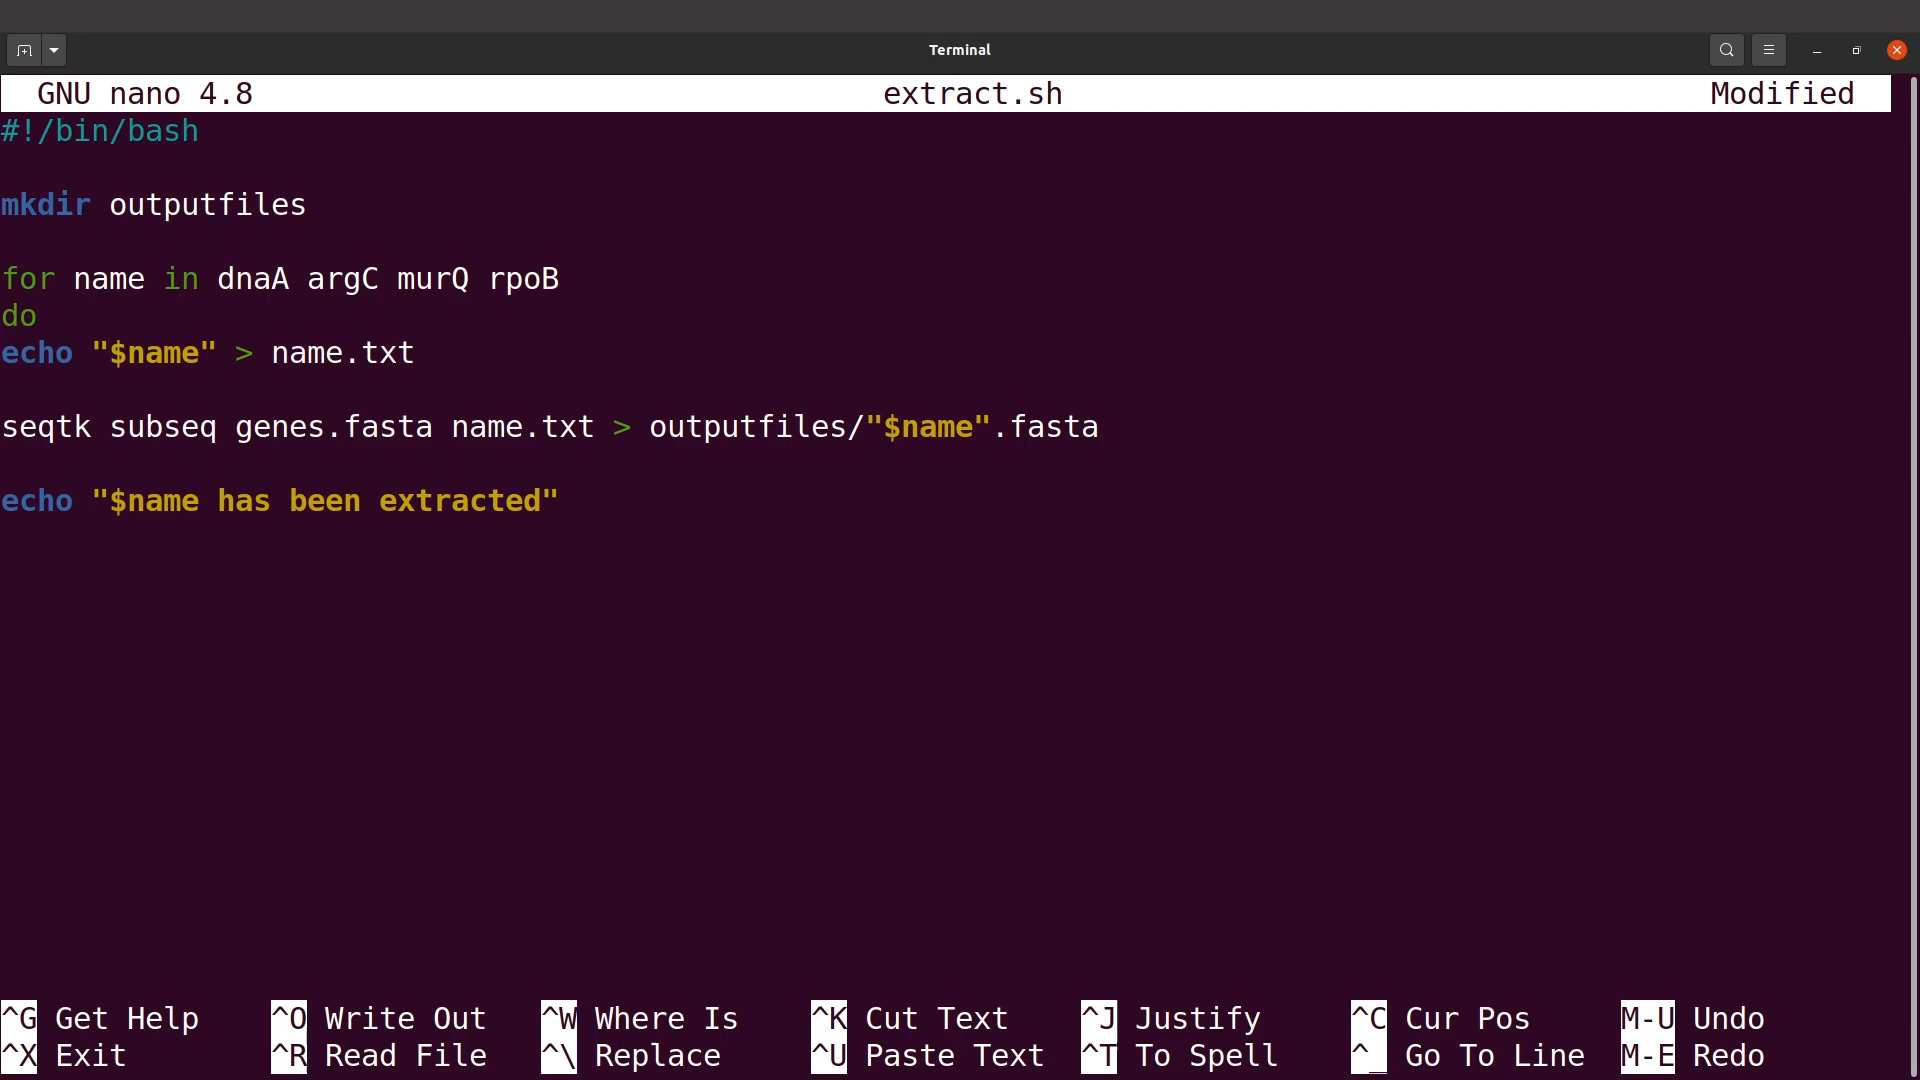 Terminal
GNU nano 4.8 extract.sh Modified
#!/bin/bash
mkdir outputfiles
for name in dnaA argC murQ rpoB
do
echo "$name" > name.txt
seqtk subseq genes.fasta name.txt > outputfiles/"$name".fasta
echo "$name has been extracted"
^G Get Help ^O Write Out ^W Where Is ^K Cut Text ^J Justify ^C Cur Pos M-U Undo
^X Exit ^R Read File ^\ Replace ^U Paste Text ^T To Spell ^_ Go To Line M-E Redo